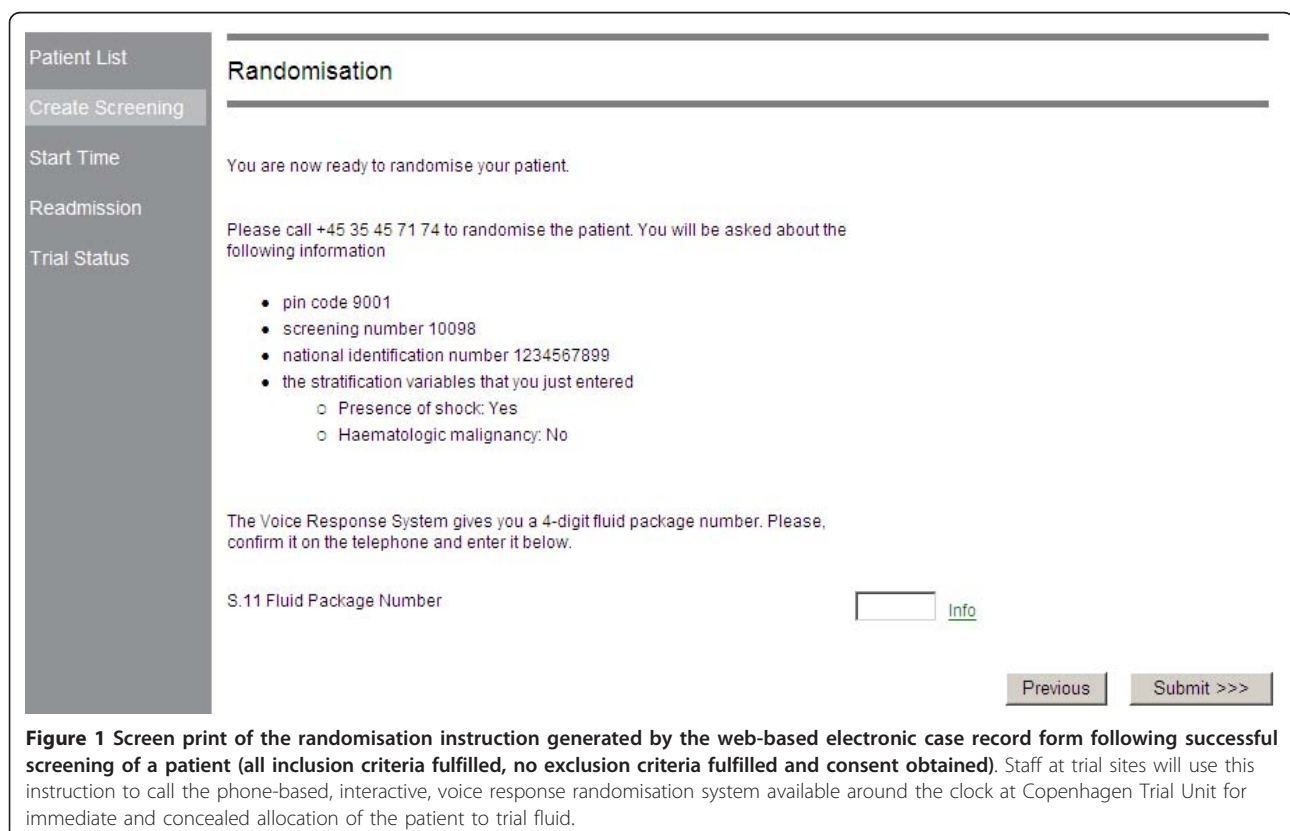 Patient List
Create Screening
Start Time
Readmission
Trial Status
Randomisation
You are now ready to randomise your patient.
Please call +45 35 45 71 74 to randomise the patient. You will be asked about the
following information
● pin code 9001
● screening number 10098
● national identification number 1234567899
● the stratification variables that you just entered
○ Presence of shock: Yes
○ Haematologic malignancy: No
The Voice Response System gives you a 4-digit fluid package number. Please,
confirm it on the telephone and enter it below.
S.11 Fluid Package Number
Info
Previous
Submit >>>
Figure 1 Screen print of the randomisation instruction generated by the web-based electronic case record form following successful
screening of a patient (all inclusion criteria fulfilled, no exclusion criteria fulfilled and consent obtained). Staff at trial sites will use this
instruction to call the phone-based, interactive, voice response randomisation system available around the clock at Copenhagen Trial Unit for
immediate and concealed allocation of the patient to trial fluid.